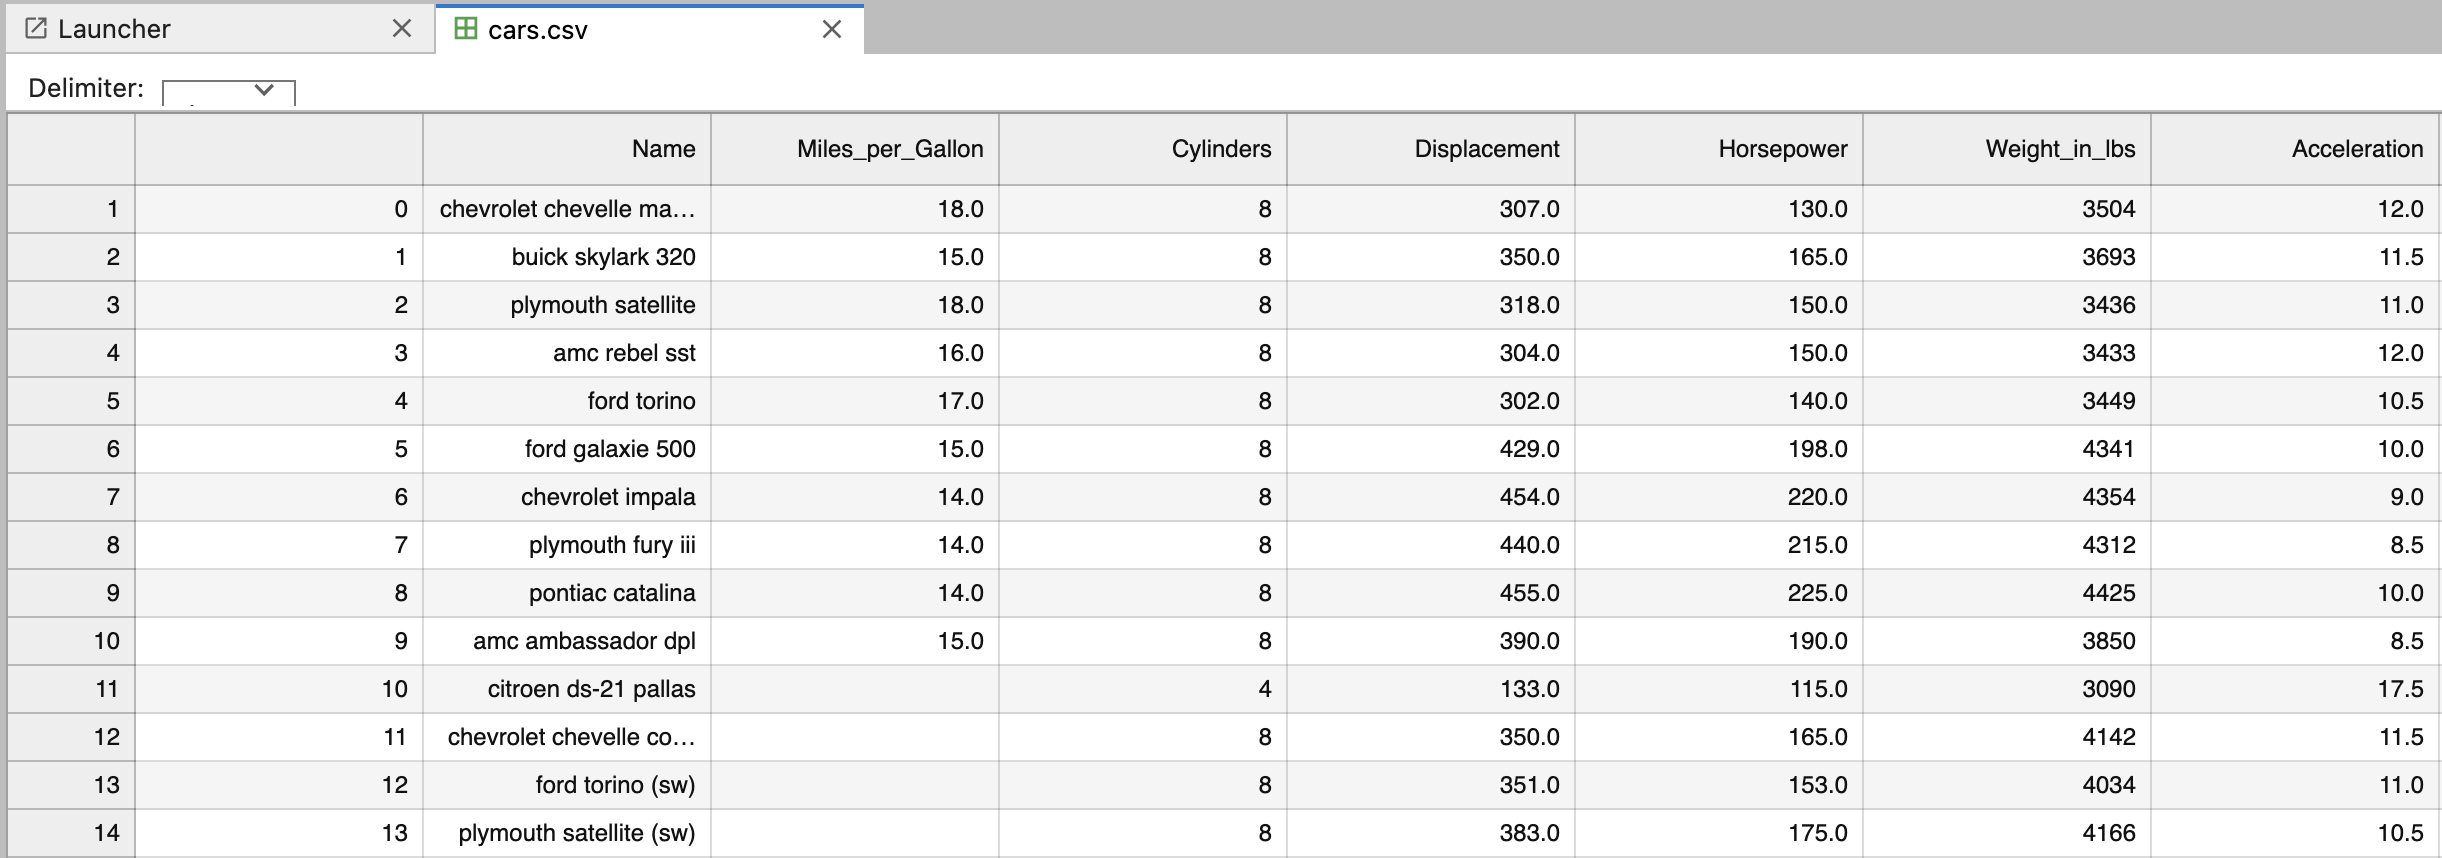 Launcher
cars.csv
Delimiter:
Name Miles_per_Gallon Cylinders Displacement Horsepower Weight_in_lbs Acceleration
1 0 chevrolet chevelle ma... 18.0 8 307.0 130.0 3504 12.0
2 1 buick skylark 320 15.0 8 350.0 165.0 3693 11.5
3 2 plymouth satellite 18.0 8 318.0 150.0 3436 11.0
4 3 amc rebel sst 16.0 8 304.0 150.0 3433 12.0
5 4 ford torino 17.0 8 302.0 140.0 3449 10.5
6 5 ford galaxie 500 15.0 8 429.0 198.0 4341 10.0
7 6 chevrolet impala 14.0 8 454.0 220.0 4354 9.0
8 7 plymouth fury iii 14.0 8 440.0 215.0 4312 8.5
9 8 pontiac catalina 14.0 8 455.0 225.0 4425 10.0
10 9 amc ambassador dpl 15.0 8 390.0 190.0 3850 8.5
11 10 citroen ds-21 pallas 4 133.0 115.0 3090 17.5
12 11 chevrolet chevelle co... 8 350.0 165.0 4142 11.5
13 12 ford torino (sw) 8 351.0 153.0 4034 11.0
14 13 plymouth satellite (sw) 8 383.0 175.0 4166 10.5